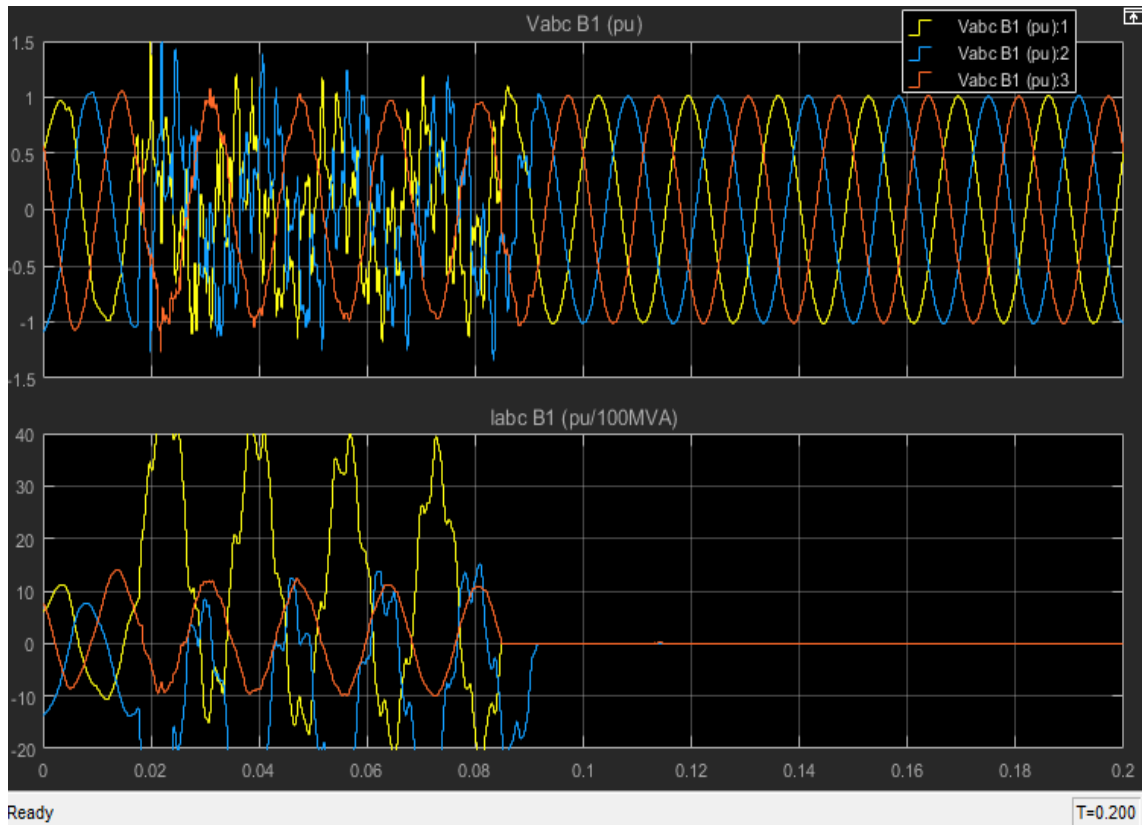 Vabc B1 (pu)
Vabc B1 (pu):1
Vabc B1 (pu):2
Vabc B1 (pu):3
1.5
1
0.5
0
-0.5
-1
-1.5
Iabc B1 (pu/100MVA)
40
30
20
10
0
-10
-20
0 0.02 0.04 0.06 0.08 0.1 0.12 0.14 0.16 0.18 0.2
Ready T=0.200